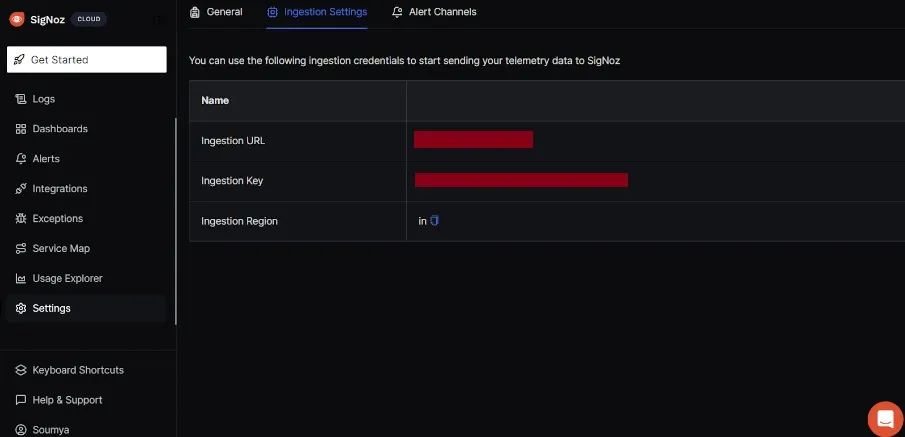 SigNoz CLOUD
Get Started
Logs
Dashboards
Alerts
Integrations
Exceptions
Service Map
Usage Explorer
Settings
Keyboard Shortcuts
Help & Support
Soumya
General Ingestion Settings Alert Channels
You can use the following ingestion credentials to start sending your telemetry data to SigNoz
Name
Ingestion URL
Ingestion Key
Ingestion Region in